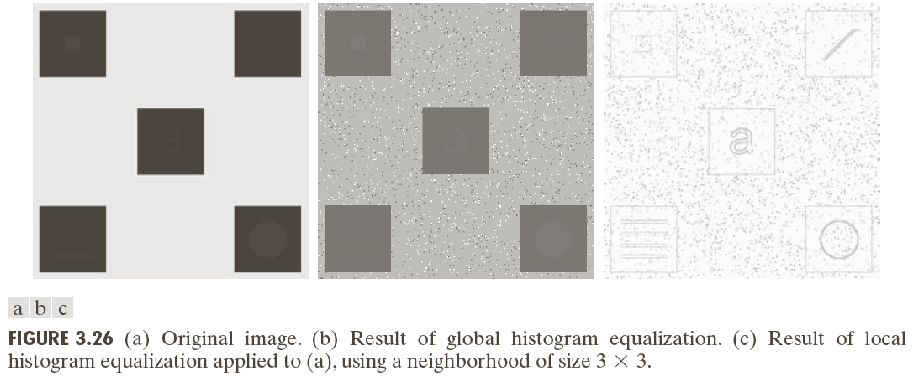 a
a
a
a b c
FIGURE 3.26 (a) Original image. (b) Result of global histogram equalization. (c) Result of local
histogram equalization applied to (a), using a neighborhood of size 3 × 3.